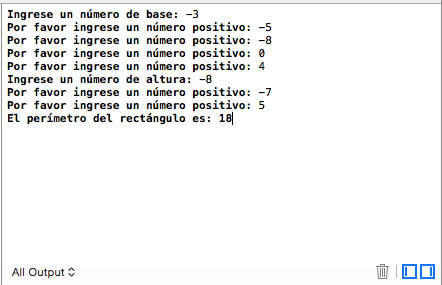 Ingrese un número de base: -3
Por favor ingrese un número positivo: -5
Por favor ingrese un número positivo: -8
Por favor ingrese un número positivo: 0
Por favor ingrese un número positivo: 4
Ingrese un número de altura: -8
Por favor ingrese un número positivo: -7
Por favor ingrese un número positivo: 5
El perímetro del rectángulo es: 18
All Output